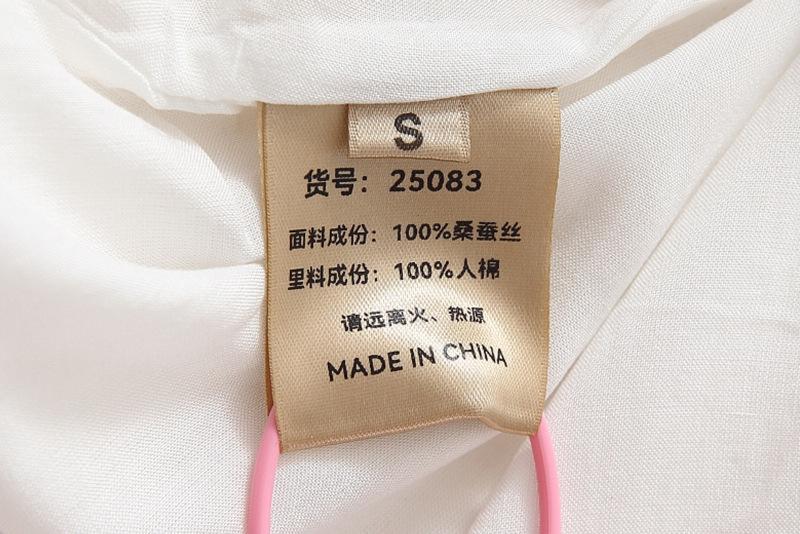 S
货号：25083
面料成份：100%桑蚕丝
里料成份：100%人棉
请远离火、热源
MADE IN CHINA